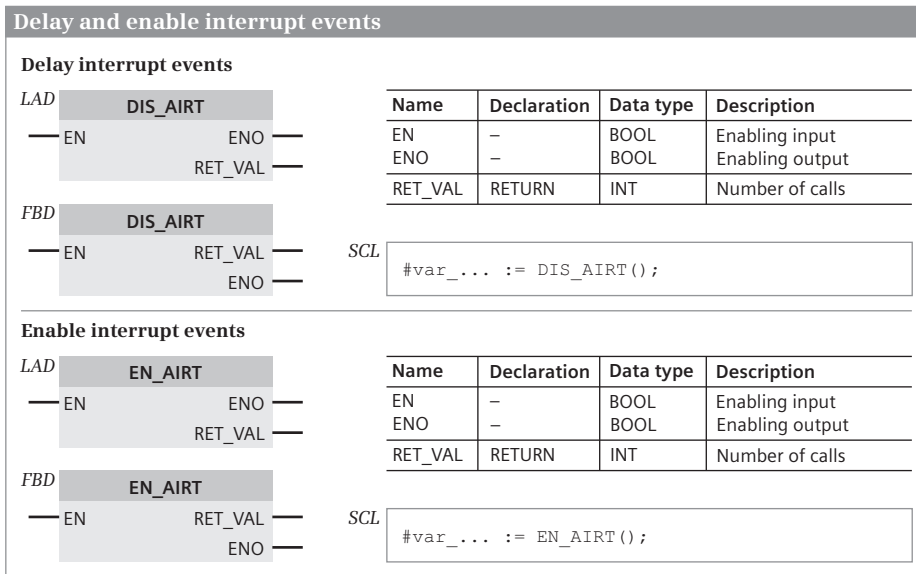 Delay and enable interrupt events
Delay interrupt events
LAD
DIS_AIRT
EN ENO
RET_VAL
Name Declaration Data type Description
EN – BOOL Enabling input
ENO – BOOL Enabling output
RET_VAL RETURN INT Number of calls
FBD
DIS_AIRT
EN RET_VAL
ENO
SCL
#var_... := DIS_AIRT();
Enable interrupt events
LAD
EN_AIRT
EN ENO
RET_VAL
Name Declaration Data type Description
EN – BOOL Enabling input
ENO – BOOL Enabling output
RET_VAL RETURN INT Number of calls
FBD
EN_AIRT
EN RET_VAL
ENO
SCL
#var_... := EN_AIRT();